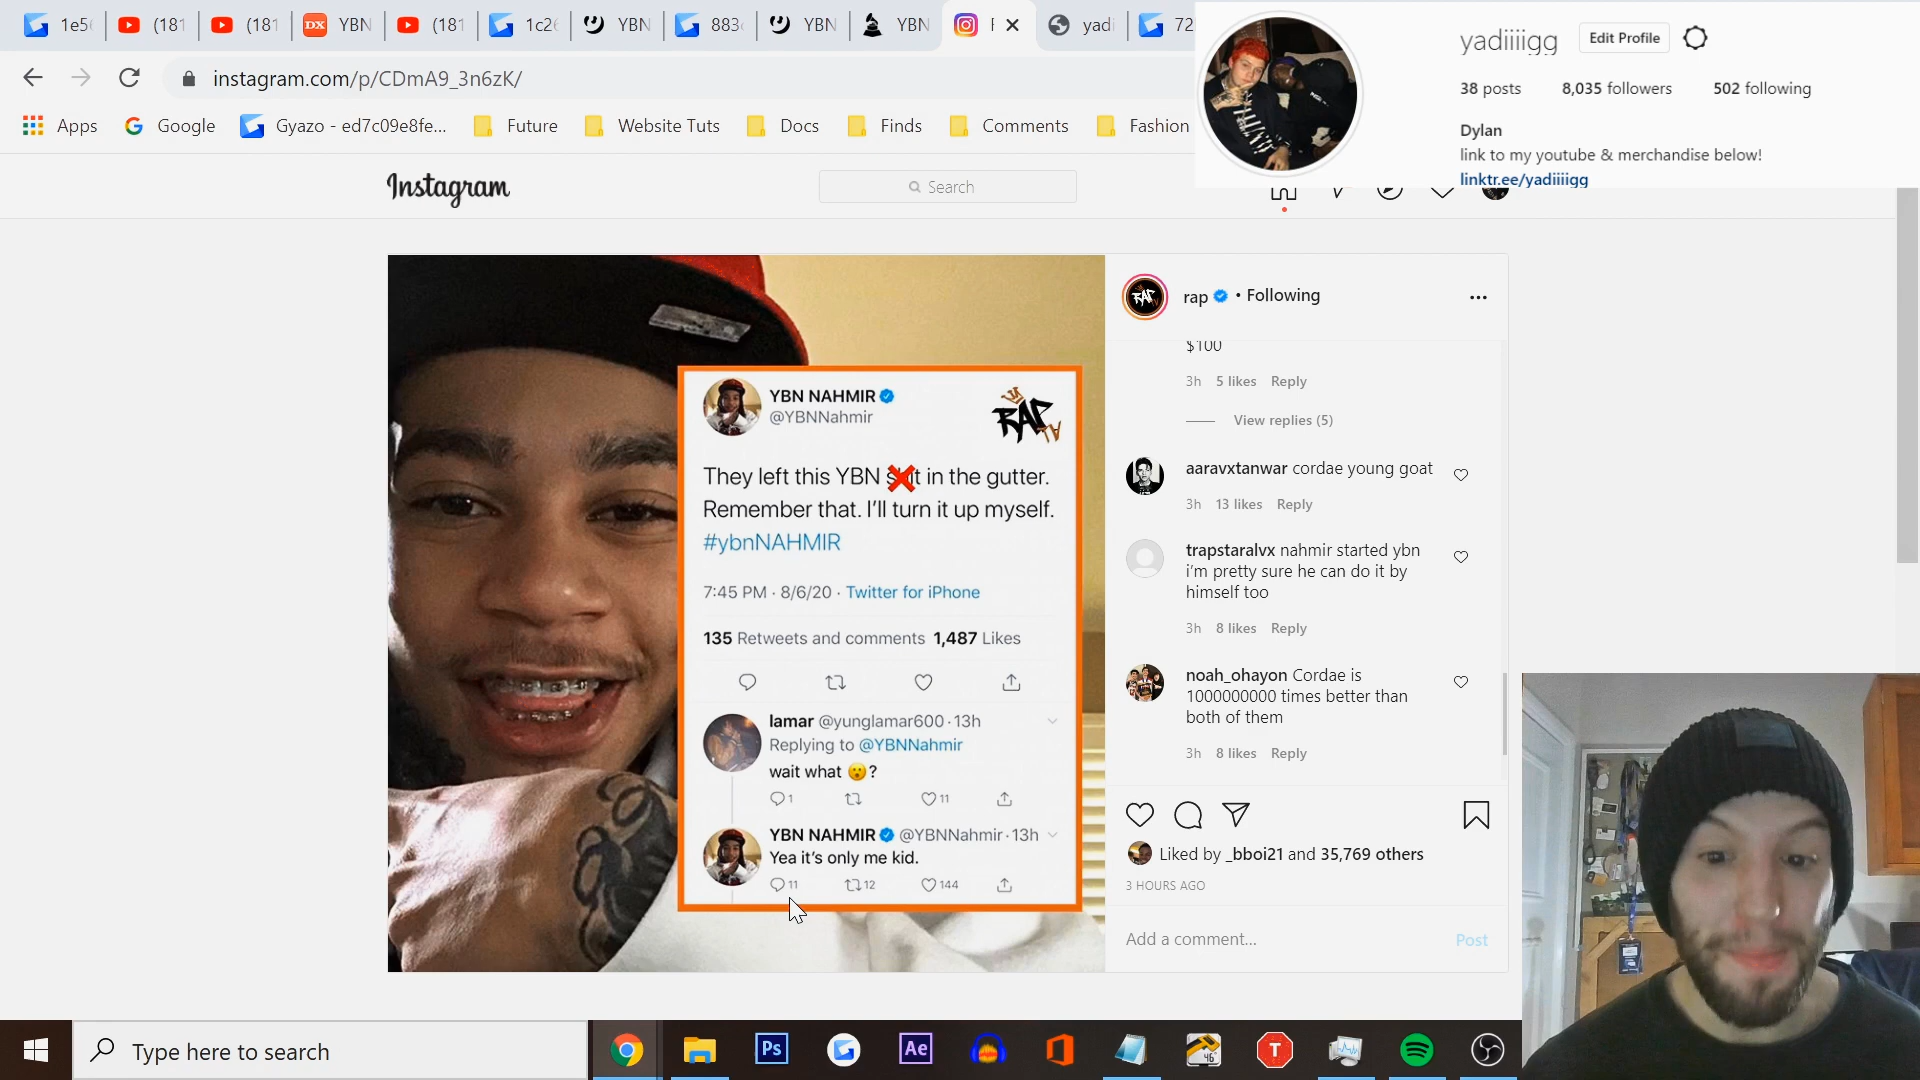 1e5
(181
(181
DX YBN
(181
1c26
YBN
883
YBN
YBN
yadi
72
instagram.com/p/CDmA9_3n6zK/
Apps
Google
Gyazo - ed7c09e8fe...
Future
Website Tuts
Docs
Finds
Comments
Fashion
yadiiiigg
Edit Profile
38 posts 8,035 followers 502 following
Dylan
link to my youtube & merchandise below!
linktr.ee/yadiiiigg
Instagram
Search
YBN NAHMIR
@YBNNahmir
RAP
They left this YBN s t in the gutter.
Remember that. I'll turn it up myself.
#ybnNAHMIR
7:45 PM · 8/6/20 · Twitter for iPhone
135 Retweets and comments 1,487 Likes
lamar @yunglamar600 · 13h
Replying to @YBNNahmir
wait what 😮?
1
11
YBN NAHMIR @YBNNahmir · 13h
Yea it's only me kid.
11
12
144
RAP
rap • Following
$100
3h 5 likes Reply
View replies (5)
aaravxtanwar cordae young goat
3h 13 likes Reply
trapstaralvx nahmir started ybn
i'm pretty sure he can do it by
himself too
3h 8 likes Reply
noah_ohayon Cordae is
1000000000 times better than
both of them
3h 8 likes Reply
Liked by _bboi21 and 35,769 others
3 HOURS AGO
Add a comment...
Post
Type here to search
Ps
Ae
46°
T